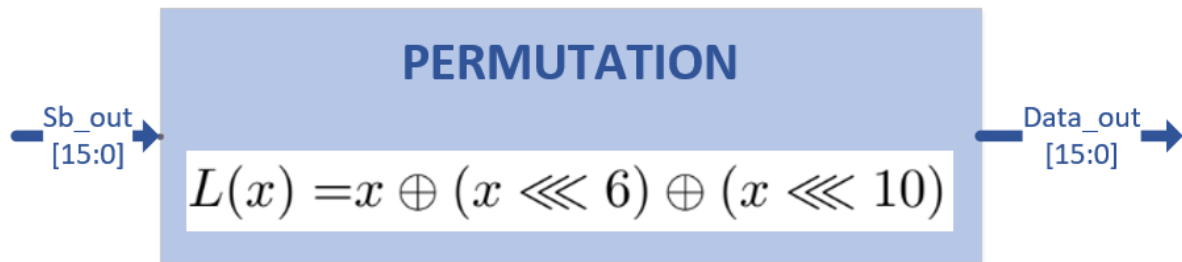 PERMUTATION
Sb_out
[15:0]
L(x) =x ⊕ (x ⋘ 6) ⊕ (x ⋘ 10)
Data_out
[15:0]